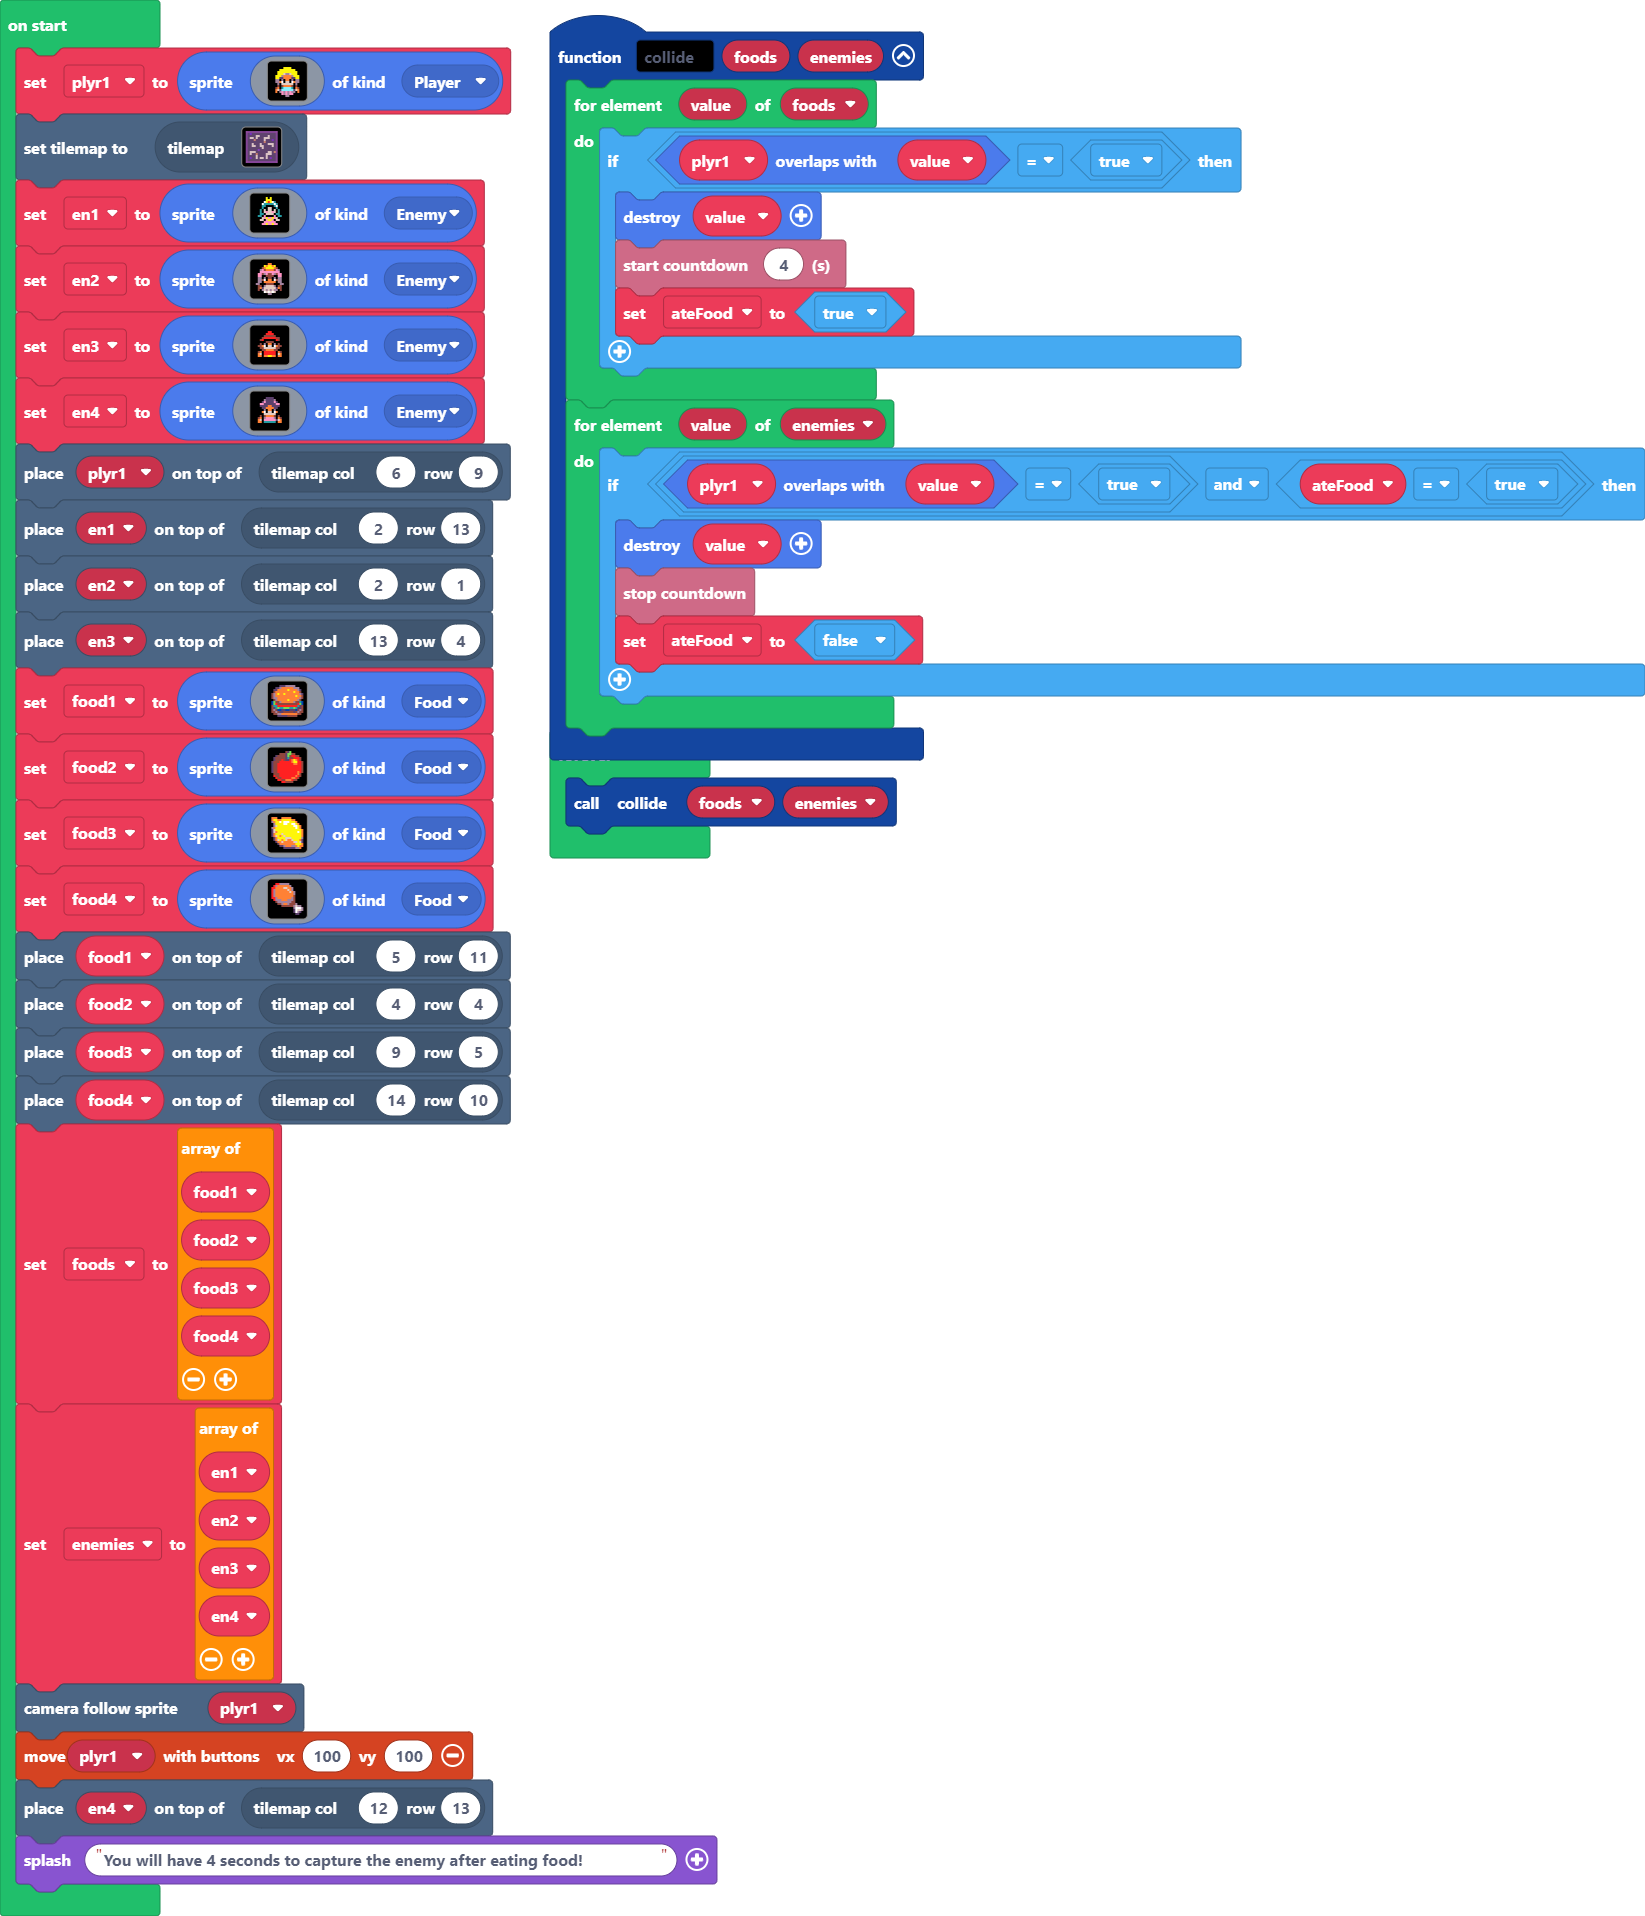 on start
set plyr1 to sprite of kind Player
set tilemap to tilemap
set en1 to sprite of kind Enemy
set en2 to sprite of kind Enemy
set en3 to sprite of kind Enemy
set en4 to sprite of kind Enemy
place plyr1 on top of tilemap col 6 row 9
place en1 on top of tilemap col 2 row 13
place en2 on top of tilemap col 2 row 1
place en3 on top of tilemap col 13 row 4
set food1 to sprite of kind Food
set food2 to sprite of kind Food
set food3 to sprite of kind Food
set food4 to sprite of kind Food
place food1 on top of tilemap col 5 row 11
place food2 on top of tilemap col 4 row 4
place food3 on top of tilemap col 9 row 5
place food4 on top of tilemap col 14 row 10
array of
food1
food2
set foods to
food3
food4
array of
en1
en2
set enemies to
en3
en4
camera follow sprite plyr1
move plyr1 with buttons vx 100 vy 100
place en4 on top of tilemap col 12 row 13
splash "You will have 4 seconds to capture the enemy after eating food!"
function collide foods enemies
for element value of foods
do
if plyr1 overlaps with value = true then
destroy value
start countdown 4 (s)
set ateFood to true
for element value of enemies
do
if plyr1 overlaps with value = true and ateFood = true then
destroy value
stop countdown
set ateFood to false
call collide foods enemies